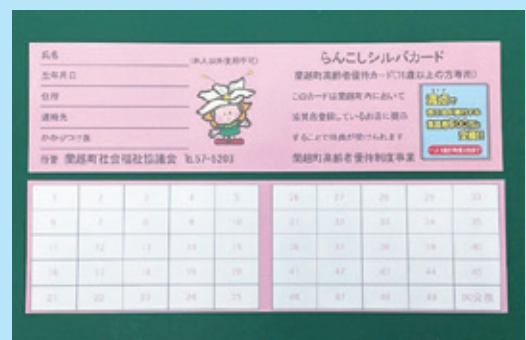 氏名
(本人以外使用不可)
生年月日
住所
連絡先
かかりつけ医
担当 蘭越町社会福祉協議会 ℡57-5203
らんこしシルバカード
蘭越町高齢者優待カード(70歳以上の方専用)
このカードは蘭越町内において
協賛店登録しているお店に掲示
することで特典が受けられます
蘭越町高齢者優待制度事業
満点で
1 2 3 4 5
6 7 8 9 10
11 12 13 14 15
16 17 18 19 20
21 22 23 24 25
26 27 28 29 30
31 32 33 34 35
36 37 38 39 40
41 42 43 44 45
46 47 48 49 50交換